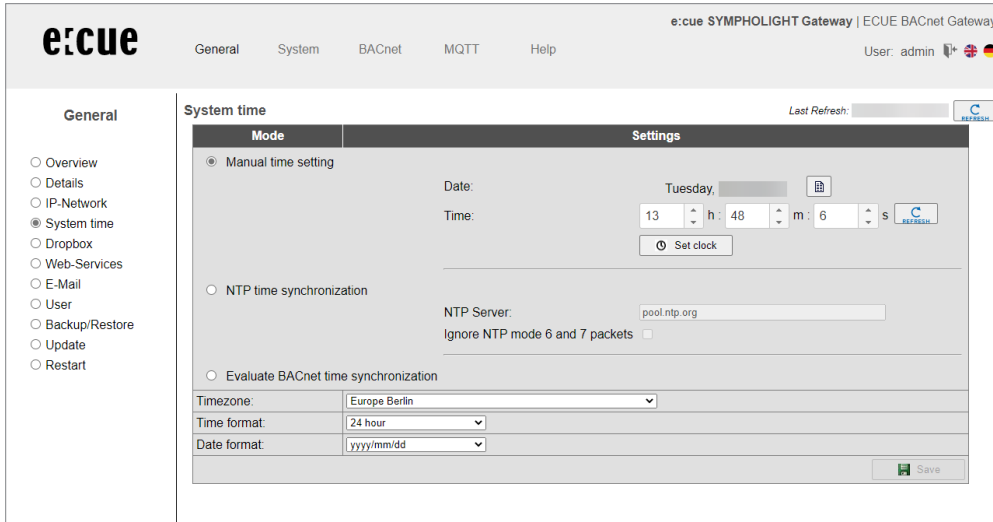 e:cue SYMPHOLIGHT Gateway | ECUE BACnet Gateway
e:cue
General System BACnet MQTT Help
User: admin
General
System time
Last Refresh:
REFRESH
Mode Settings
Overview
Details
IP-Network
System time
Dropbox
Web-Services
E-Mail
User
Backup/Restore
Update
Restart
Manual time setting
Date: Tuesday,
Time: 13 h: 48 m: 6 s REFRESH
Set clock
NTP time synchronization
NTP Server: pool.ntp.org
Ignore NTP mode 6 and 7 packets
Evaluate BACnet time synchronization
Timezone: Europe Berlin
Time format: 24 hour
Date format: yyyy/mm/dd
Save